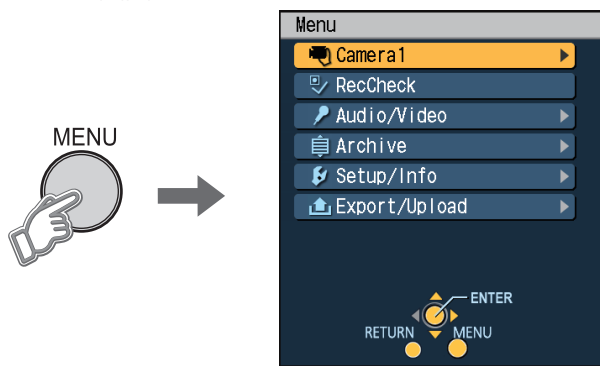 MENU
Menu
Camera1
RecCheck
Audio/Video
Archive
Setup/Info
Export/Upload
ENTER
RETURN
MENU